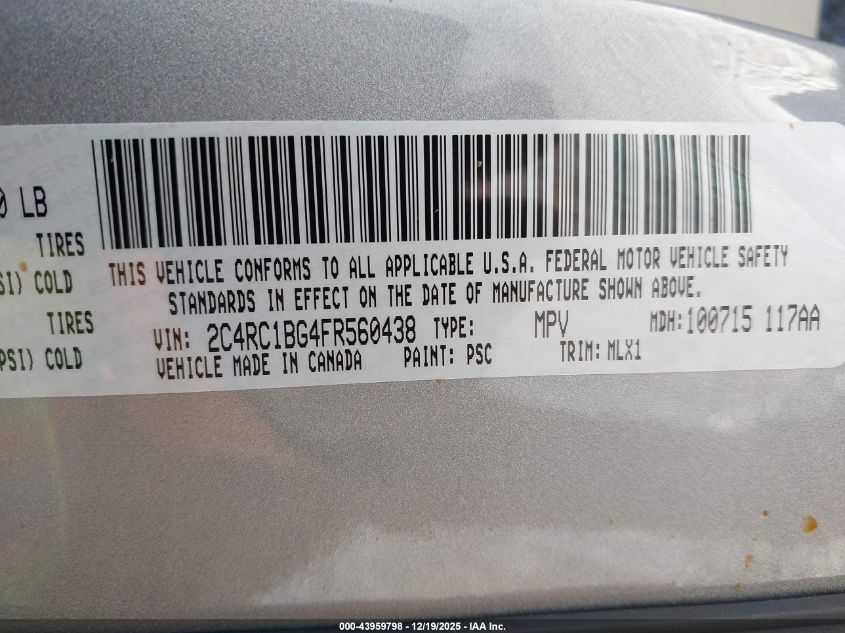 0 LB
TIRES
SI) COLD
THIS VEHICLE CONFORMS TO ALL APPLICABLE U.S.A. FEDERAL MOTOR VEHICLE SAFETY
STANDARDS IN EFFECT ON THE DATE OF MANUFACTURE SHOWN ABOVE.
TIRES
PSI) COLD
VIN: 2C4RC1BG4FR560438 TYPE: MPV MDH:100715 117AA
VEHICLE MADE IN CANADA PAINT: PSC TRIM: MLX1
000-43959798 - 12/19/2025 - IAA Inc.